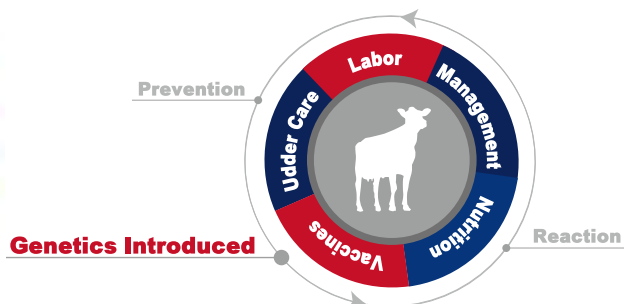 Labor
Management
Prevention
Udder Care
Nutrition
Vaccines
Genetics Introduced
Reaction